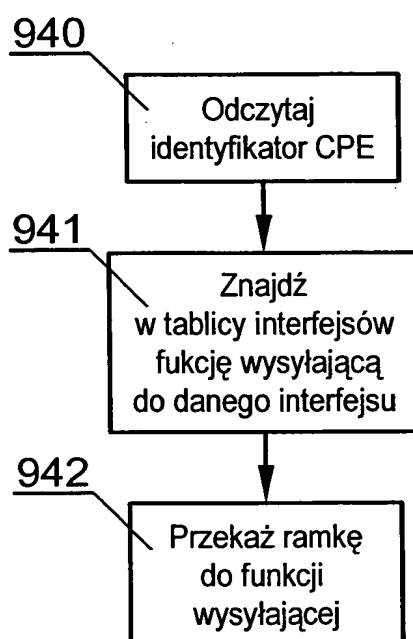 940
Odczytaj
identyfikator CPE
941
Znajdź
w tablicy interfejsów
fukcję wysyłającą
do danego interfejsu
942
Przekaż ramkę
do funkcji
wysyłającej